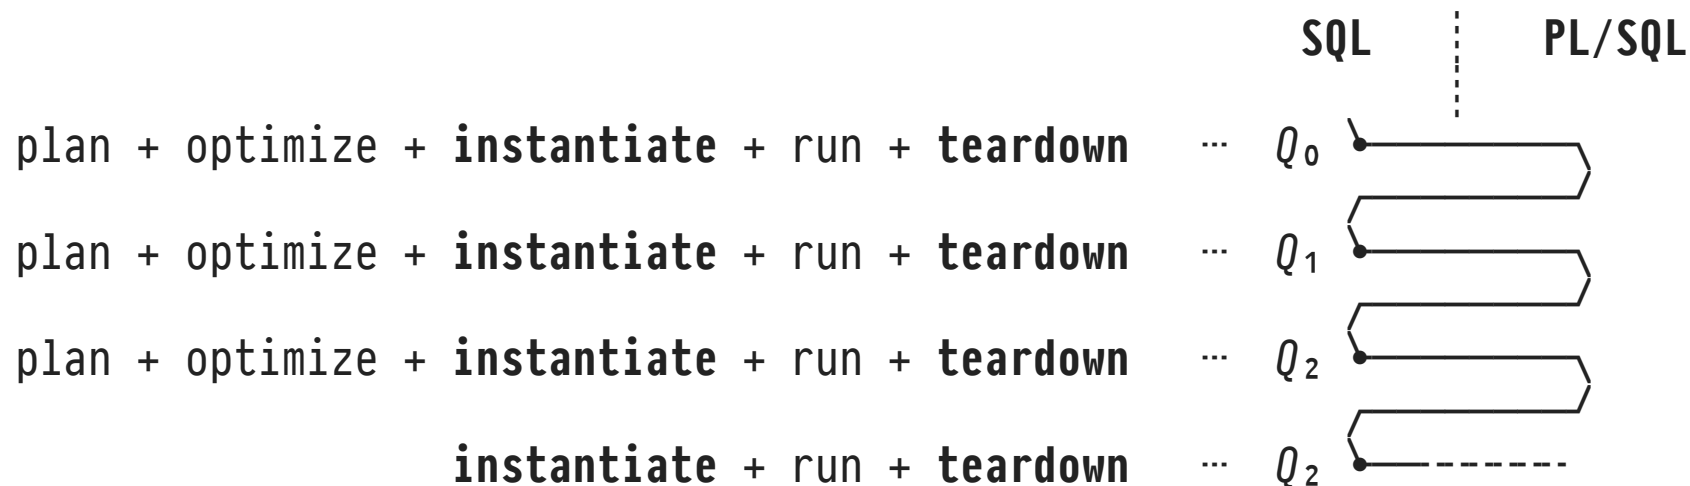 SQL PL/SQL
plan + optimize + instantiate + run + teardown ⋯ Q₀
plan + optimize + instantiate + run + teardown ⋯ Q₁
plan + optimize + instantiate + run + teardown ⋯ Q₂
instantiate + run + teardown ⋯ Q₂